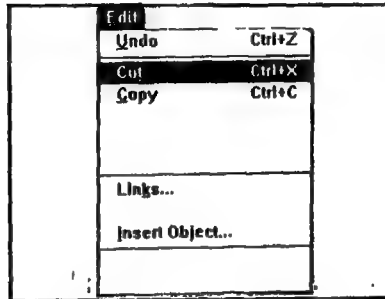 Edit
Undo Ctrl+Z
Cut Ctrl+X
Copy Ctrl+C
Links...
Insert Object...